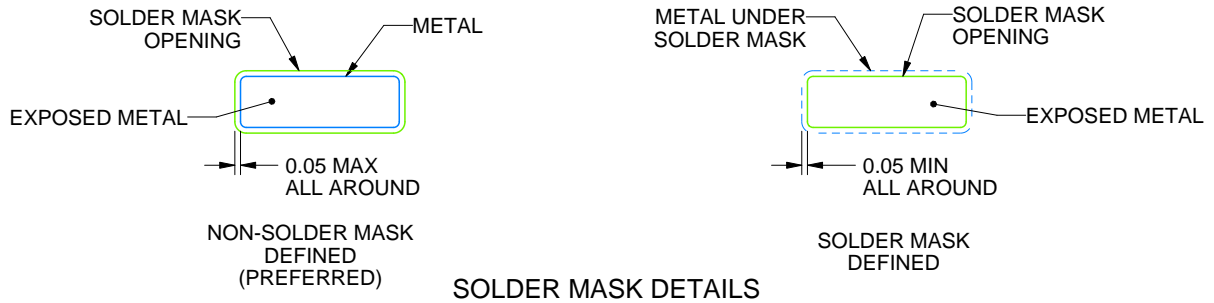 SOLDER MASK
OPENING
METAL
EXPOSED METAL
0.05 MAX
ALL AROUND
NON-SOLDER MASK
DEFINED
(PREFERRED)
METAL UNDER
SOLDER MASK
SOLDER MASK
OPENING
EXPOSED METAL
0.05 MIN
ALL AROUND
SOLDER MASK
DEFINED
SOLDER MASK DETAILS